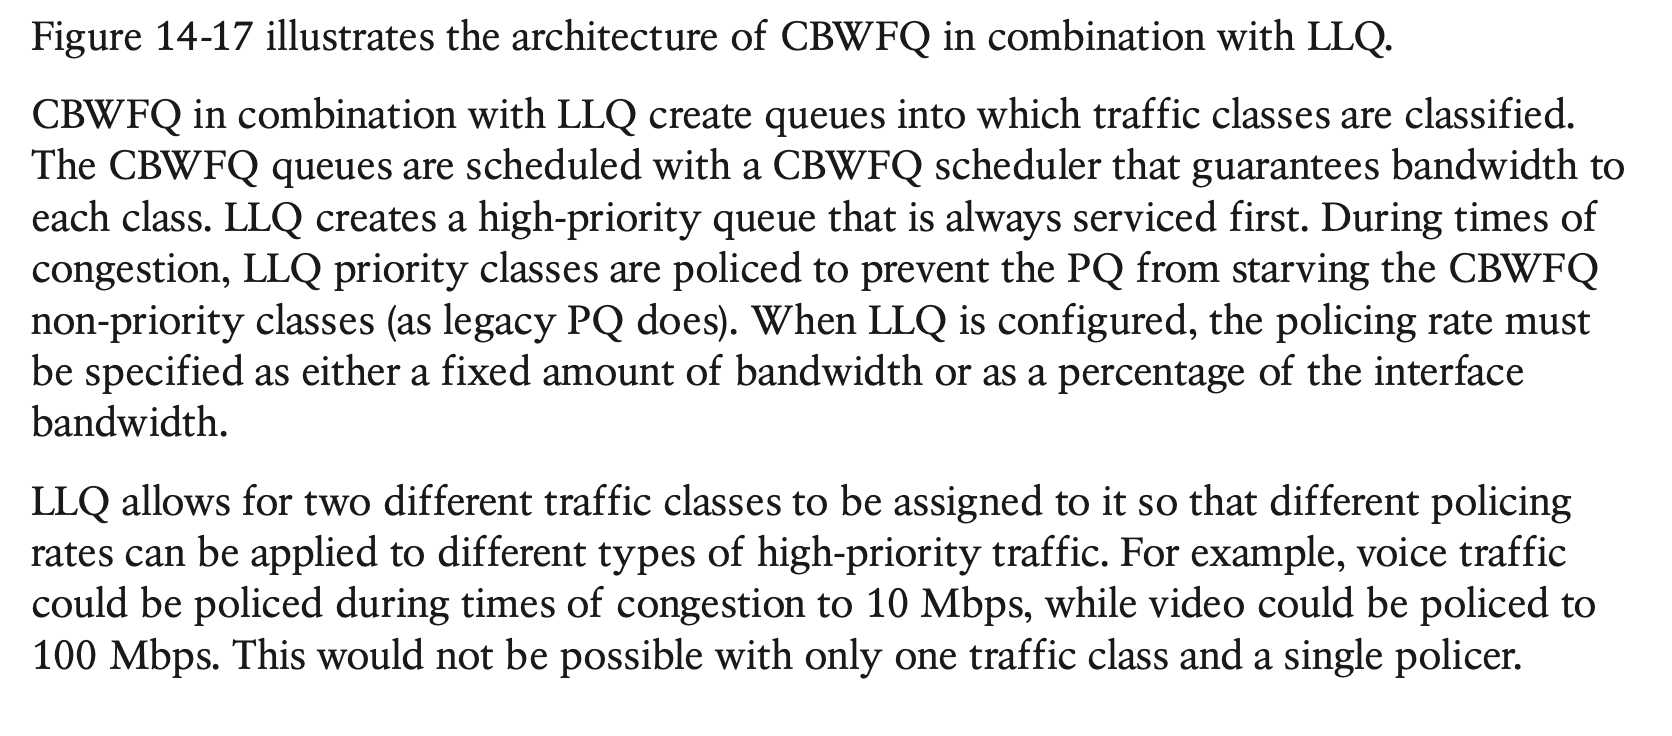 Figure 14-17 illustrates the architecture of CBWFQ in combination with LLQ.
CBWFQ in combination with LLQ create queues into which traffic classes are classified.
The CBWFQ queues are scheduled with a CBWFQ scheduler that guarantees bandwidth to
each class. LLQ creates a high-priority queue that is always serviced first. During times of
congestion, LLQ priority classes are policed to prevent the PQ from starving the CBWFQ
non-priority classes (as legacy PQ does). When LLQ is configured, the policing rate must
be specified as either a fixed amount of bandwidth or as a percentage of the interface
bandwidth.
LLQ allows for two different traffic classes to be assigned to it so that different policing
rates can be applied to different types of high-priority traffic. For example, voice traffic
could be policed during times of congestion to 10 Mbps, while video could be policed to
100 Mbps. This would not be possible with only one traffic class and a single policer.